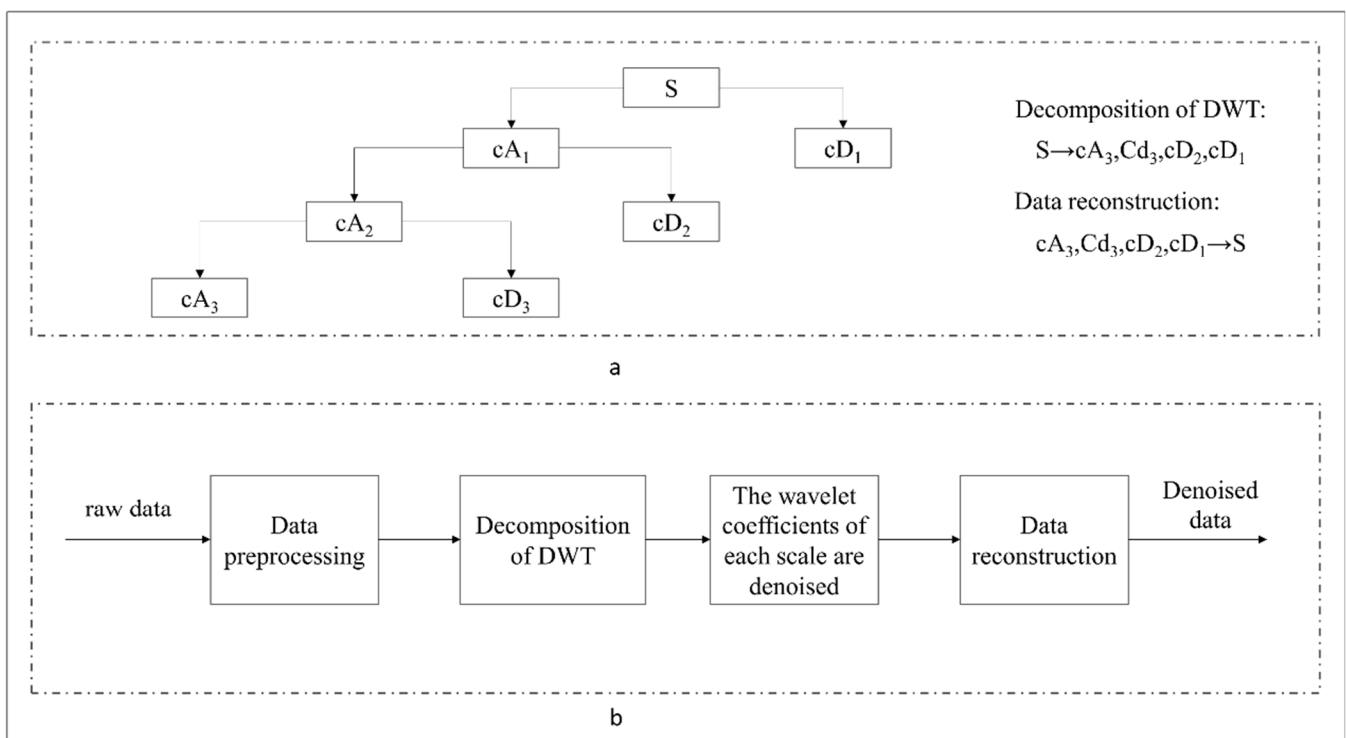 S
cA₁
cD₁
cA₂
cD₂
cA₃
cD₃
Decomposition of DWT:
S→cA₃,Cd₃,cD₂,cD₁
Data reconstruction:
cA₃,Cd₃,cD₂,cD₁→S
a
raw data
Data
preprocessing
Decomposition
of DWT
The wavelet
coefficients of
each scale are
denoised
Data
reconstruction
Denoised
data
b